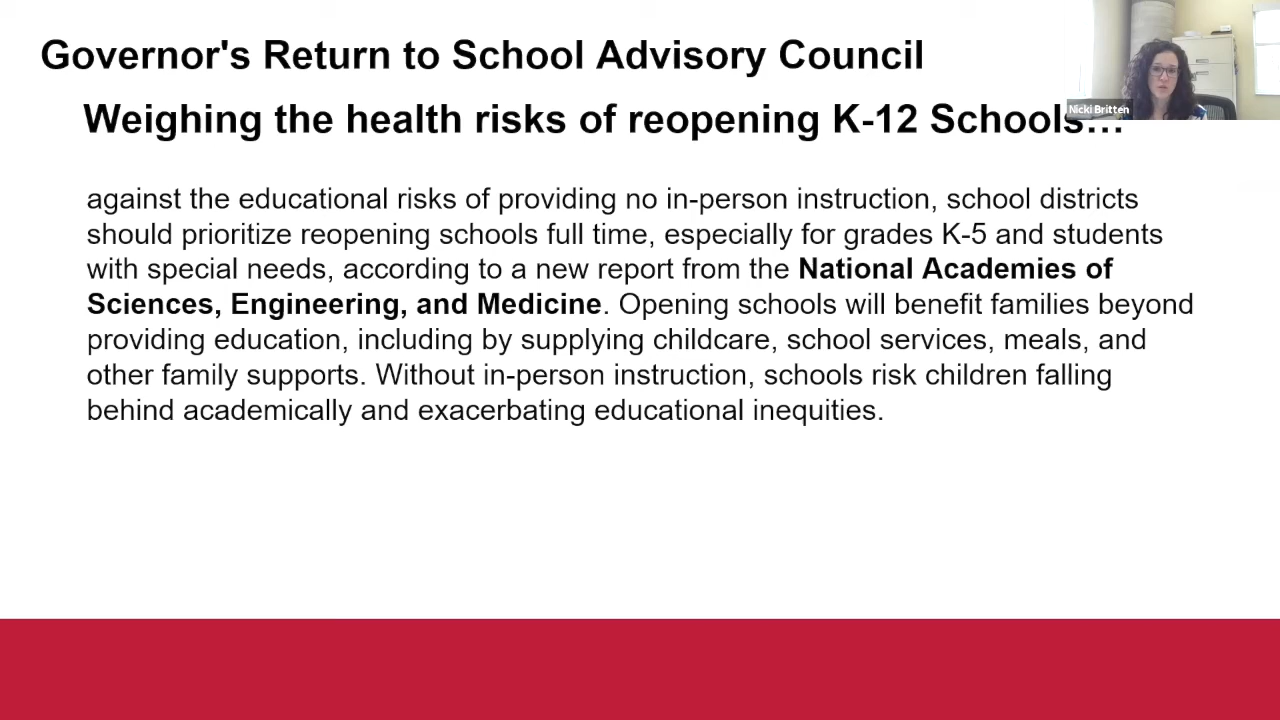 Governor's Return to School Advisory Council
Weighing the health risks of reopening K-12 Schools…
Nicki Britten
against the educational risks of providing no in-person instruction, school districts
should prioritize reopening schools full time, especially for grades K-5 and students
with special needs, according to a new report from the National Academies of
Sciences, Engineering, and Medicine. Opening schools will benefit families beyond
providing education, including by supplying childcare, school services, meals, and
other family supports. Without in-person instruction, schools risk children falling
behind academically and exacerbating educational inequities.